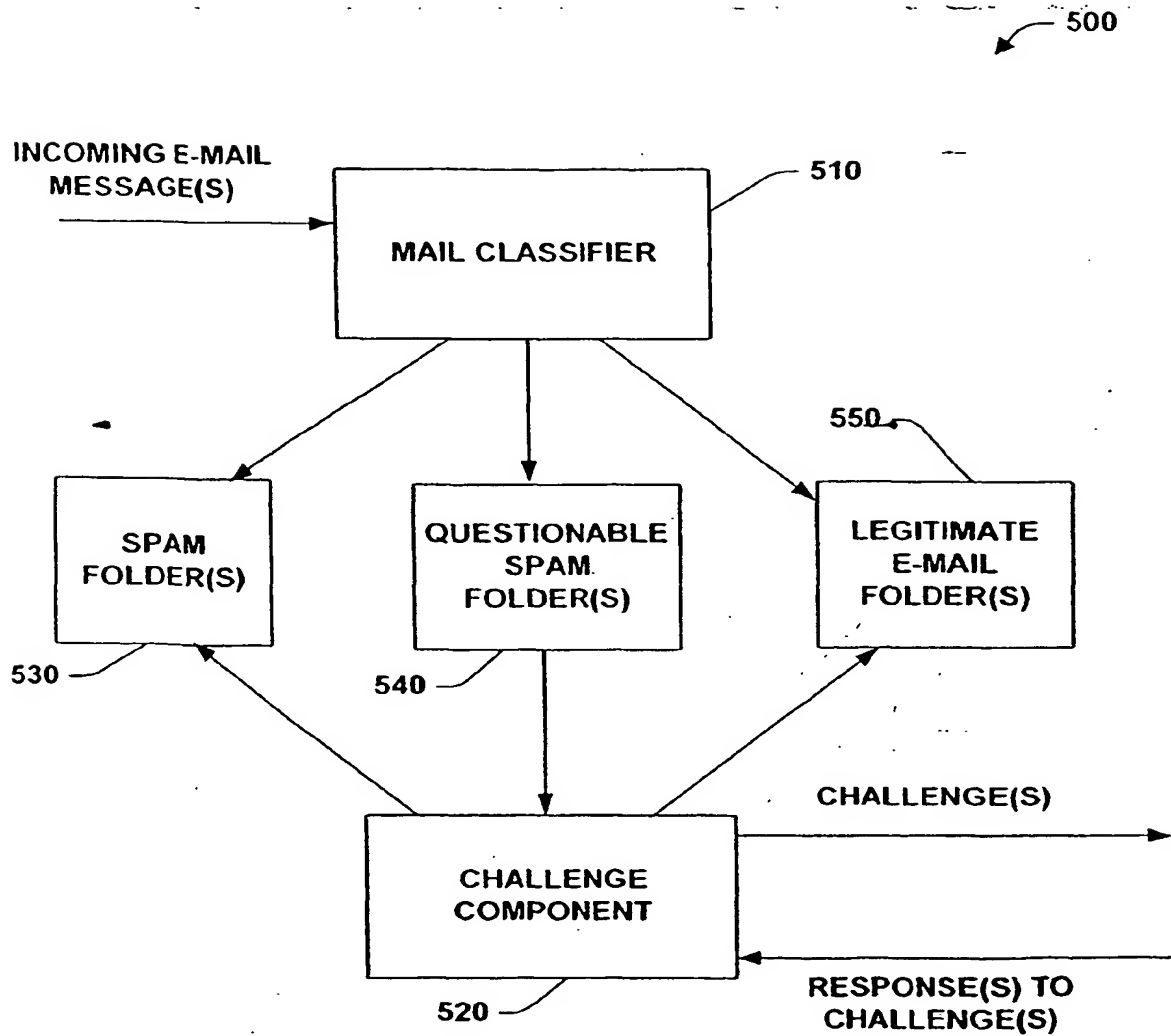 500
INCOMING E-MAIL
MESSAGE(S)
510
MAIL CLASSIFIER
550
SPAM
FOLDER(S)
QUESTIONABLE
SPAM
FOLDER(S)
LEGITIMATE
E-MAIL
FOLDER(S)
530
540
CHALLENGE(S)
CHALLENGE
COMPONENT
520
RESPONSE(S) TO
CHALLENGE(S)